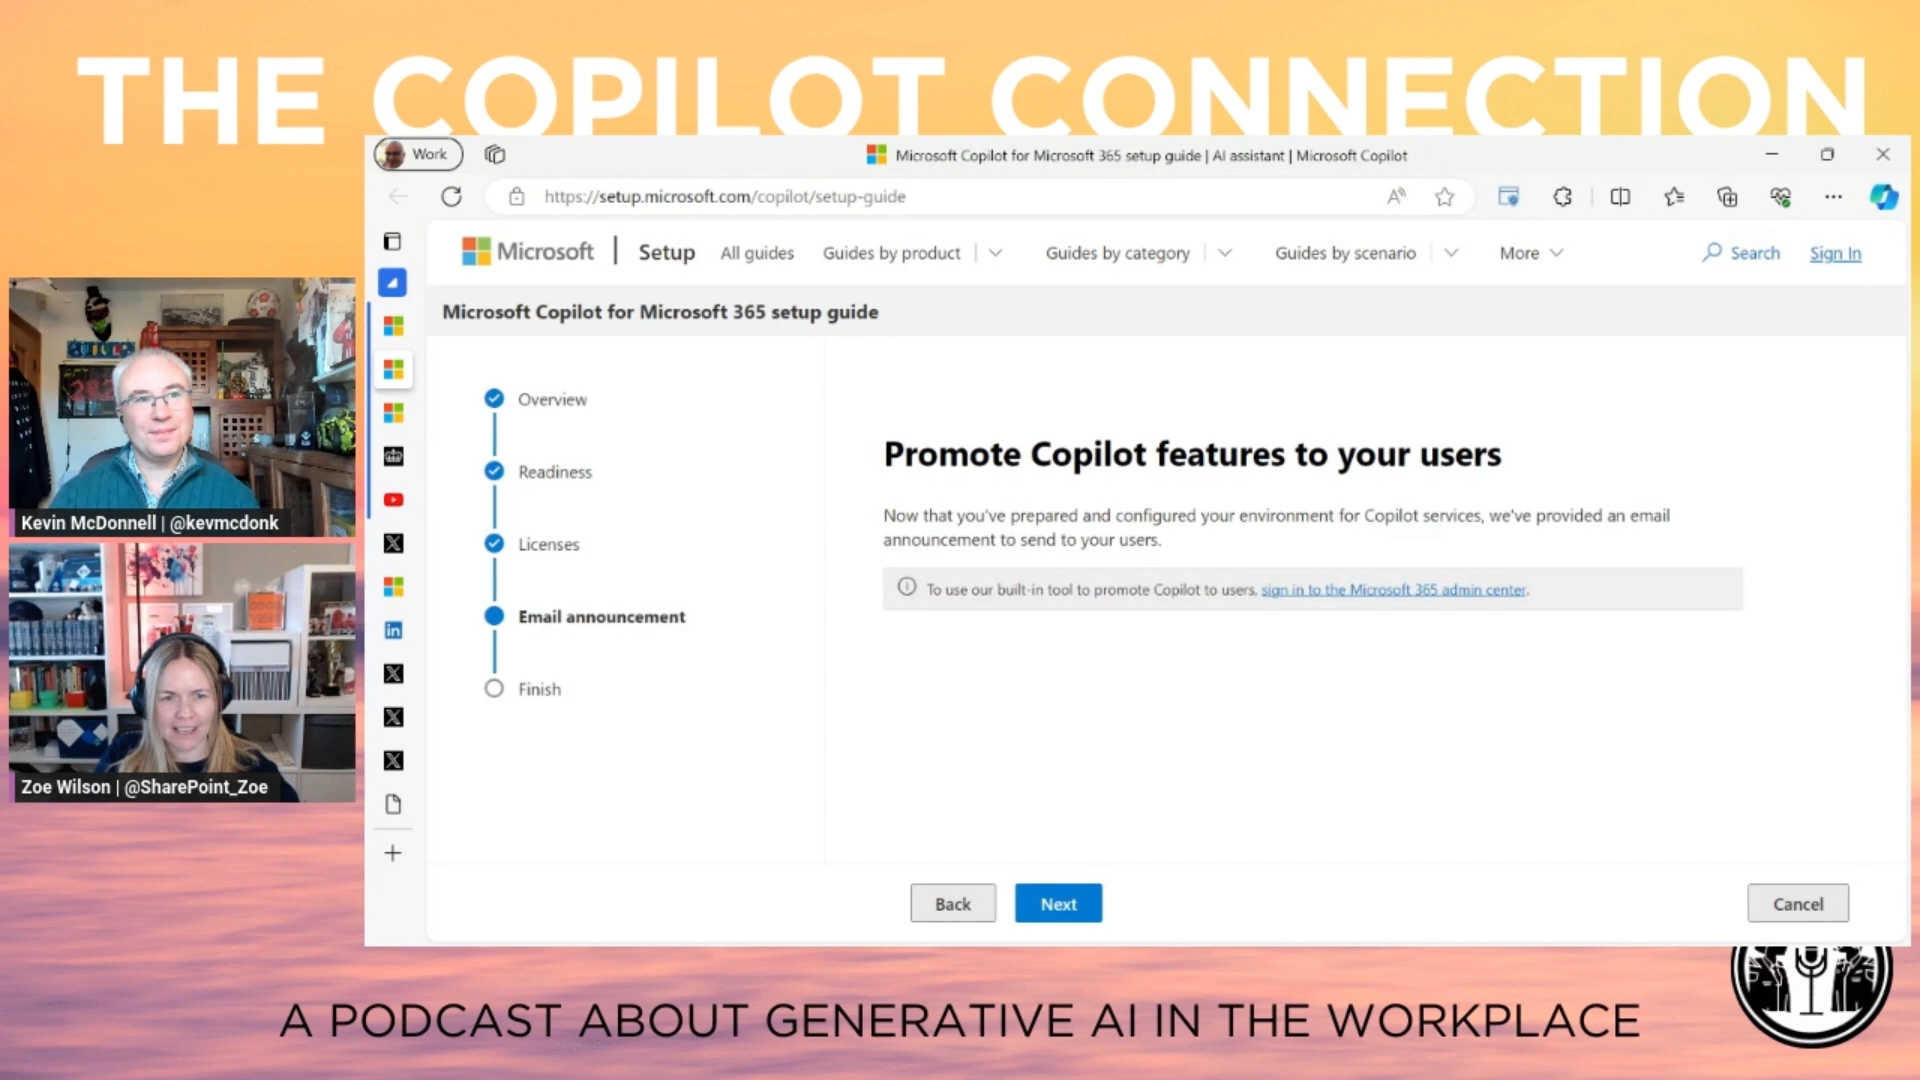 THE COPILOT CONNECTION
Work
Microsoft Copilot for Microsoft 365 setup guide | AI assistant | Microsoft Copilot
https://setup.microsoft.com/copilot/setup-guide
Microsoft | Setup All guides Guides by product Guides by category Guides by scenario More Search Sign In
Microsoft Copilot for Microsoft 365 setup guide
Overview
Readiness
Licenses
Email announcement
Finish
Promote Copilot features to your users
Now that you've prepared and configured your environment for Copilot services, we've provided an email
announcement to send to your users.
To use our built-in tool to promote Copilot to users, sign in to the Microsoft 365 admin center.
Back Next Cancel
Kevin McDonnell | @kevmcdonk
Zoe Wilson | @SharePoint_Zoe
A PODCAST ABOUT GENERATIVE AI IN THE WORKPLACE